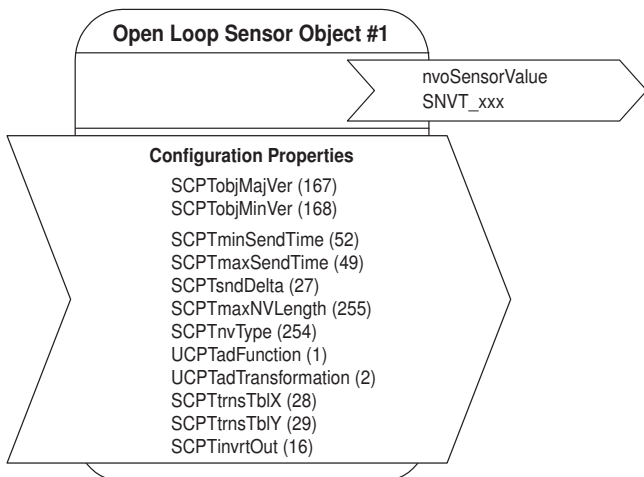 Open Loop Sensor Object #1
nvoSensorValue
SNVT_xxx
Configuration Properties
SCPTobjMajVer (167)
SCPTobjMinVer (168)
SCPTminSendTime (52)
SCPTmaxSendTime (49)
SCPTsndDelta (27)
SCPTmaxNVLength (255)
SCPTnvType (254)
UCPTadFunction (1)
UCPTadTransformation (2)
SCPTtrnsTblX (28)
SCPTtrnsTblY (29)
SCPTinvrtOut (16)